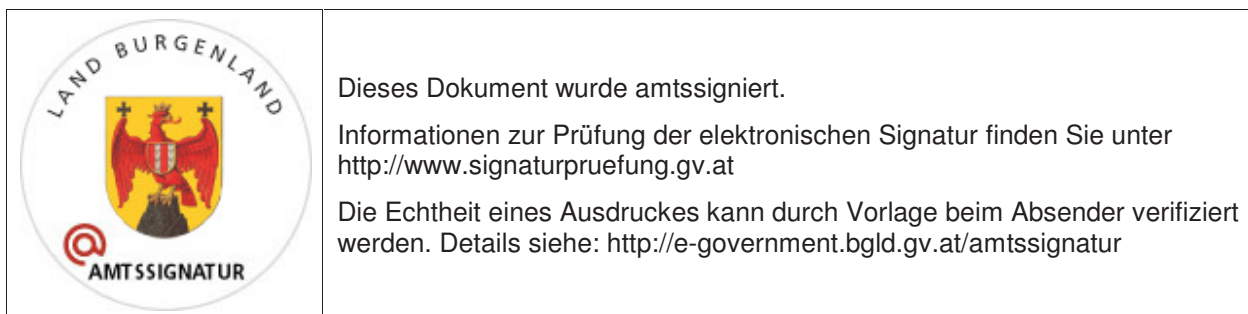 LAND BURGENLAND
@
AMTSSIGNATUR
Dieses Dokument wurde amtssigniert.
Informationen zur Prüfung der elektronischen Signatur finden Sie unter
http://www.signaturpruefung.gv.at
Die Echtheit eines Ausdruckes kann durch Vorlage beim Absender verifiziert
werden. Details siehe: http://e-government.bgld.gv.at/amtssignatur